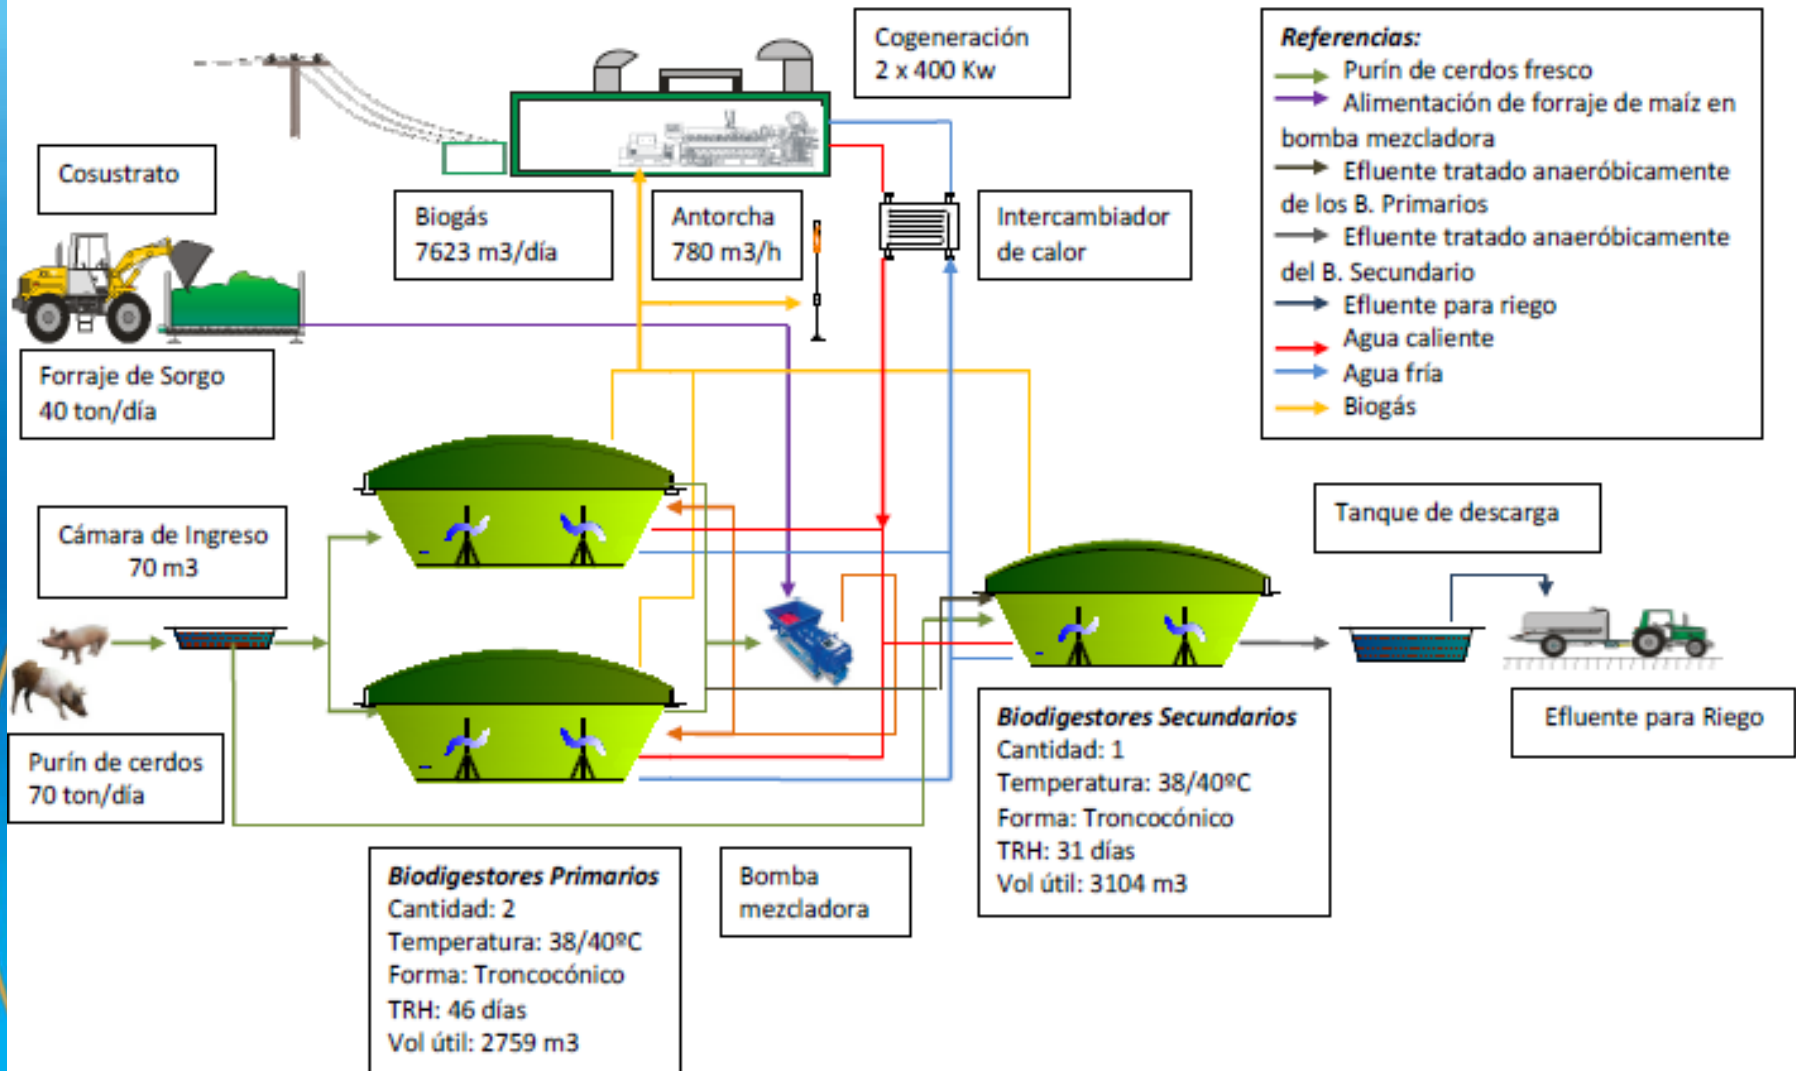 Cogeneración
2 x 400 Kw
Referencias:
Purín de cerdos fresco
Alimentación de forraje de maíz en
bomba mezcladora
Efluente tratado anaeróbicamente
de los B. Primarios
Efluente tratado anaeróbicamente
del B. Secundario
Efluente para riego
Agua caliente
Agua fría
Biogás
Cosustrato
Biogás
7623 m3/día
Antorcha
780 m3/h
Intercambiador
de calor
Forraje de Sorgo
40 ton/día
Cámara de Ingreso
70 m3
Tanque de descarga
Purín de cerdos
70 ton/día
Biodigestores Secundarios
Cantidad: 1
Temperatura: 38/40ºC
Forma: Troncocónico
TRH: 31 días
Vol útil: 3104 m3
Efluente para Riego
Biodigestores Primarios
Cantidad: 2
Temperatura: 38/40ºC
Forma: Troncocónico
TRH: 46 días
Vol útil: 2759 m3
Bomba
mezcladora